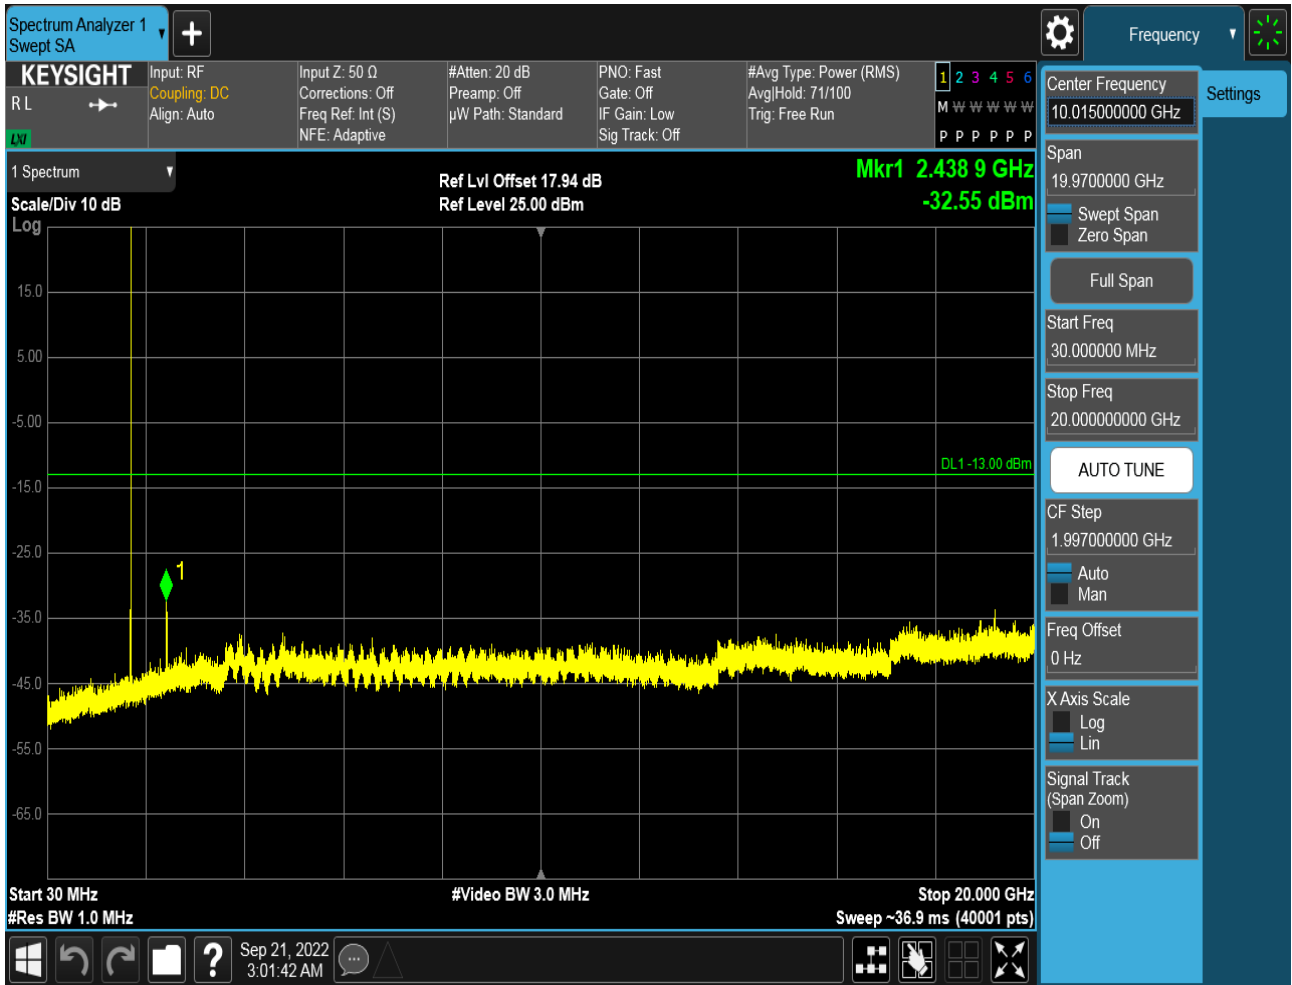 Spectrum Analyzer 1
Swept SA
Frequency
KEYSIGHT
R L
LXI
Input: RF
Coupling: DC
Align: Auto
Input Z: 50 Ω
Corrections: Off
Freq Ref: Int (S)
NFE: Adaptive
#Atten: 20 dB
Preamp: Off
µW Path: Standard
PNO: Fast
Gate: Off
IF Gain: Low
Sig Track: Off
#Avg Type: Power (RMS)
Avg|Hold: 71/100
Trig: Free Run
1 2 3 4 5 6
M W W W W W
P P P P P P
1 Spectrum
Scale/Div 10 dB
Log
Ref Lvl Offset 17.94 dB
Ref Level 25.00 dBm
Mkr1 2.438 9 GHz
-32.55 dBm
15.0
5.00
-5.00
-15.0
-25.0
-35.0
-45.0
-55.0
-65.0
DL1 -13.00 dBm
1
Start 30 MHz
#Res BW 1.0 MHz
#Video BW 3.0 MHz
Stop 20.000 GHz
Sweep ~36.9 ms (40001 pts)
Center Frequency
10.015000000 GHz
Settings
Span
19.9700000 GHz
Swept Span
Zero Span
Full Span
Start Freq
30.000000 MHz
Stop Freq
20.000000000 GHz
AUTO TUNE
CF Step
1.997000000 GHz
Auto
Man
Freq Offset
0 Hz
X Axis Scale
Log
Lin
Signal Track
(Span Zoom)
On
Off
?
Sep 21, 2022
3:01:42 AM